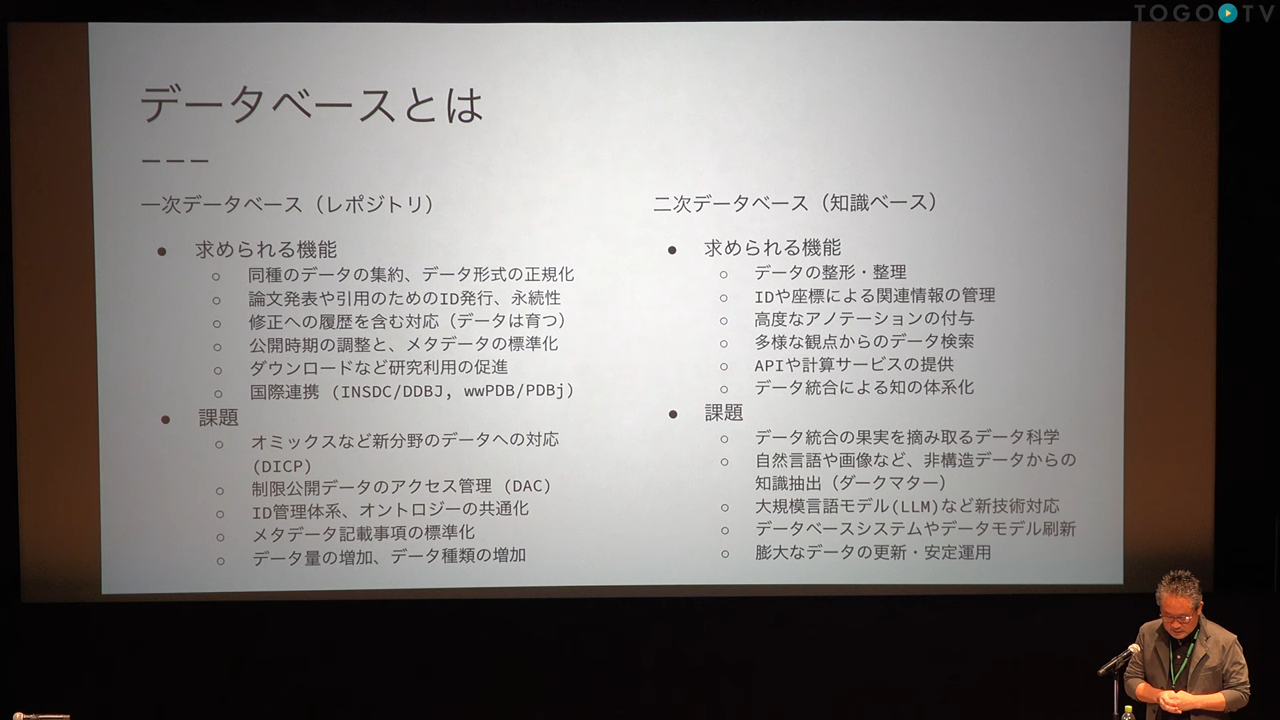 TOGO TV
データベースとは
———
一次データベース（レポジトリ）
● 求められる機能
○ 同種のデータの集約、データ形式の正規化
○ 論文発表や引用のためのID発行、永続性
○ 修正への履歴を含む対応（データは育つ）
○ 公開時期の調整と、メタデータの標準化
○ ダウンロードなど研究利用の促進
○ 国際連携 (INSDC/DDBJ, wwPDB/PDBj)
● 課題
○ オミックスなど新分野のデータへの対応
(DICP)
○ 制限公開データのアクセス管理 (DAC)
○ ID管理体系、オントロジーの共通化
○ メタデータ記載事項の標準化
○ データ量の増加、データ種類の増加
二次データベース（知識ベース）
● 求められる機能
○ データの整形・整理
○ IDや座標による関連情報の管理
○ 高度なアノテーションの付与
○ 多様な観点からのデータ検索
○ APIや計算サービスの提供
○ データ統合による知の体系化
● 課題
○ データ統合の果実を摘み取るデータ科学
○ 自然言語や画像など、非構造データからの
知識抽出（ダークマター）
○ 大規模言語モデル(LLM)など新技術対応
○ データベースシステムやデータモデル刷新
○ 膨大なデータの更新・安定運用